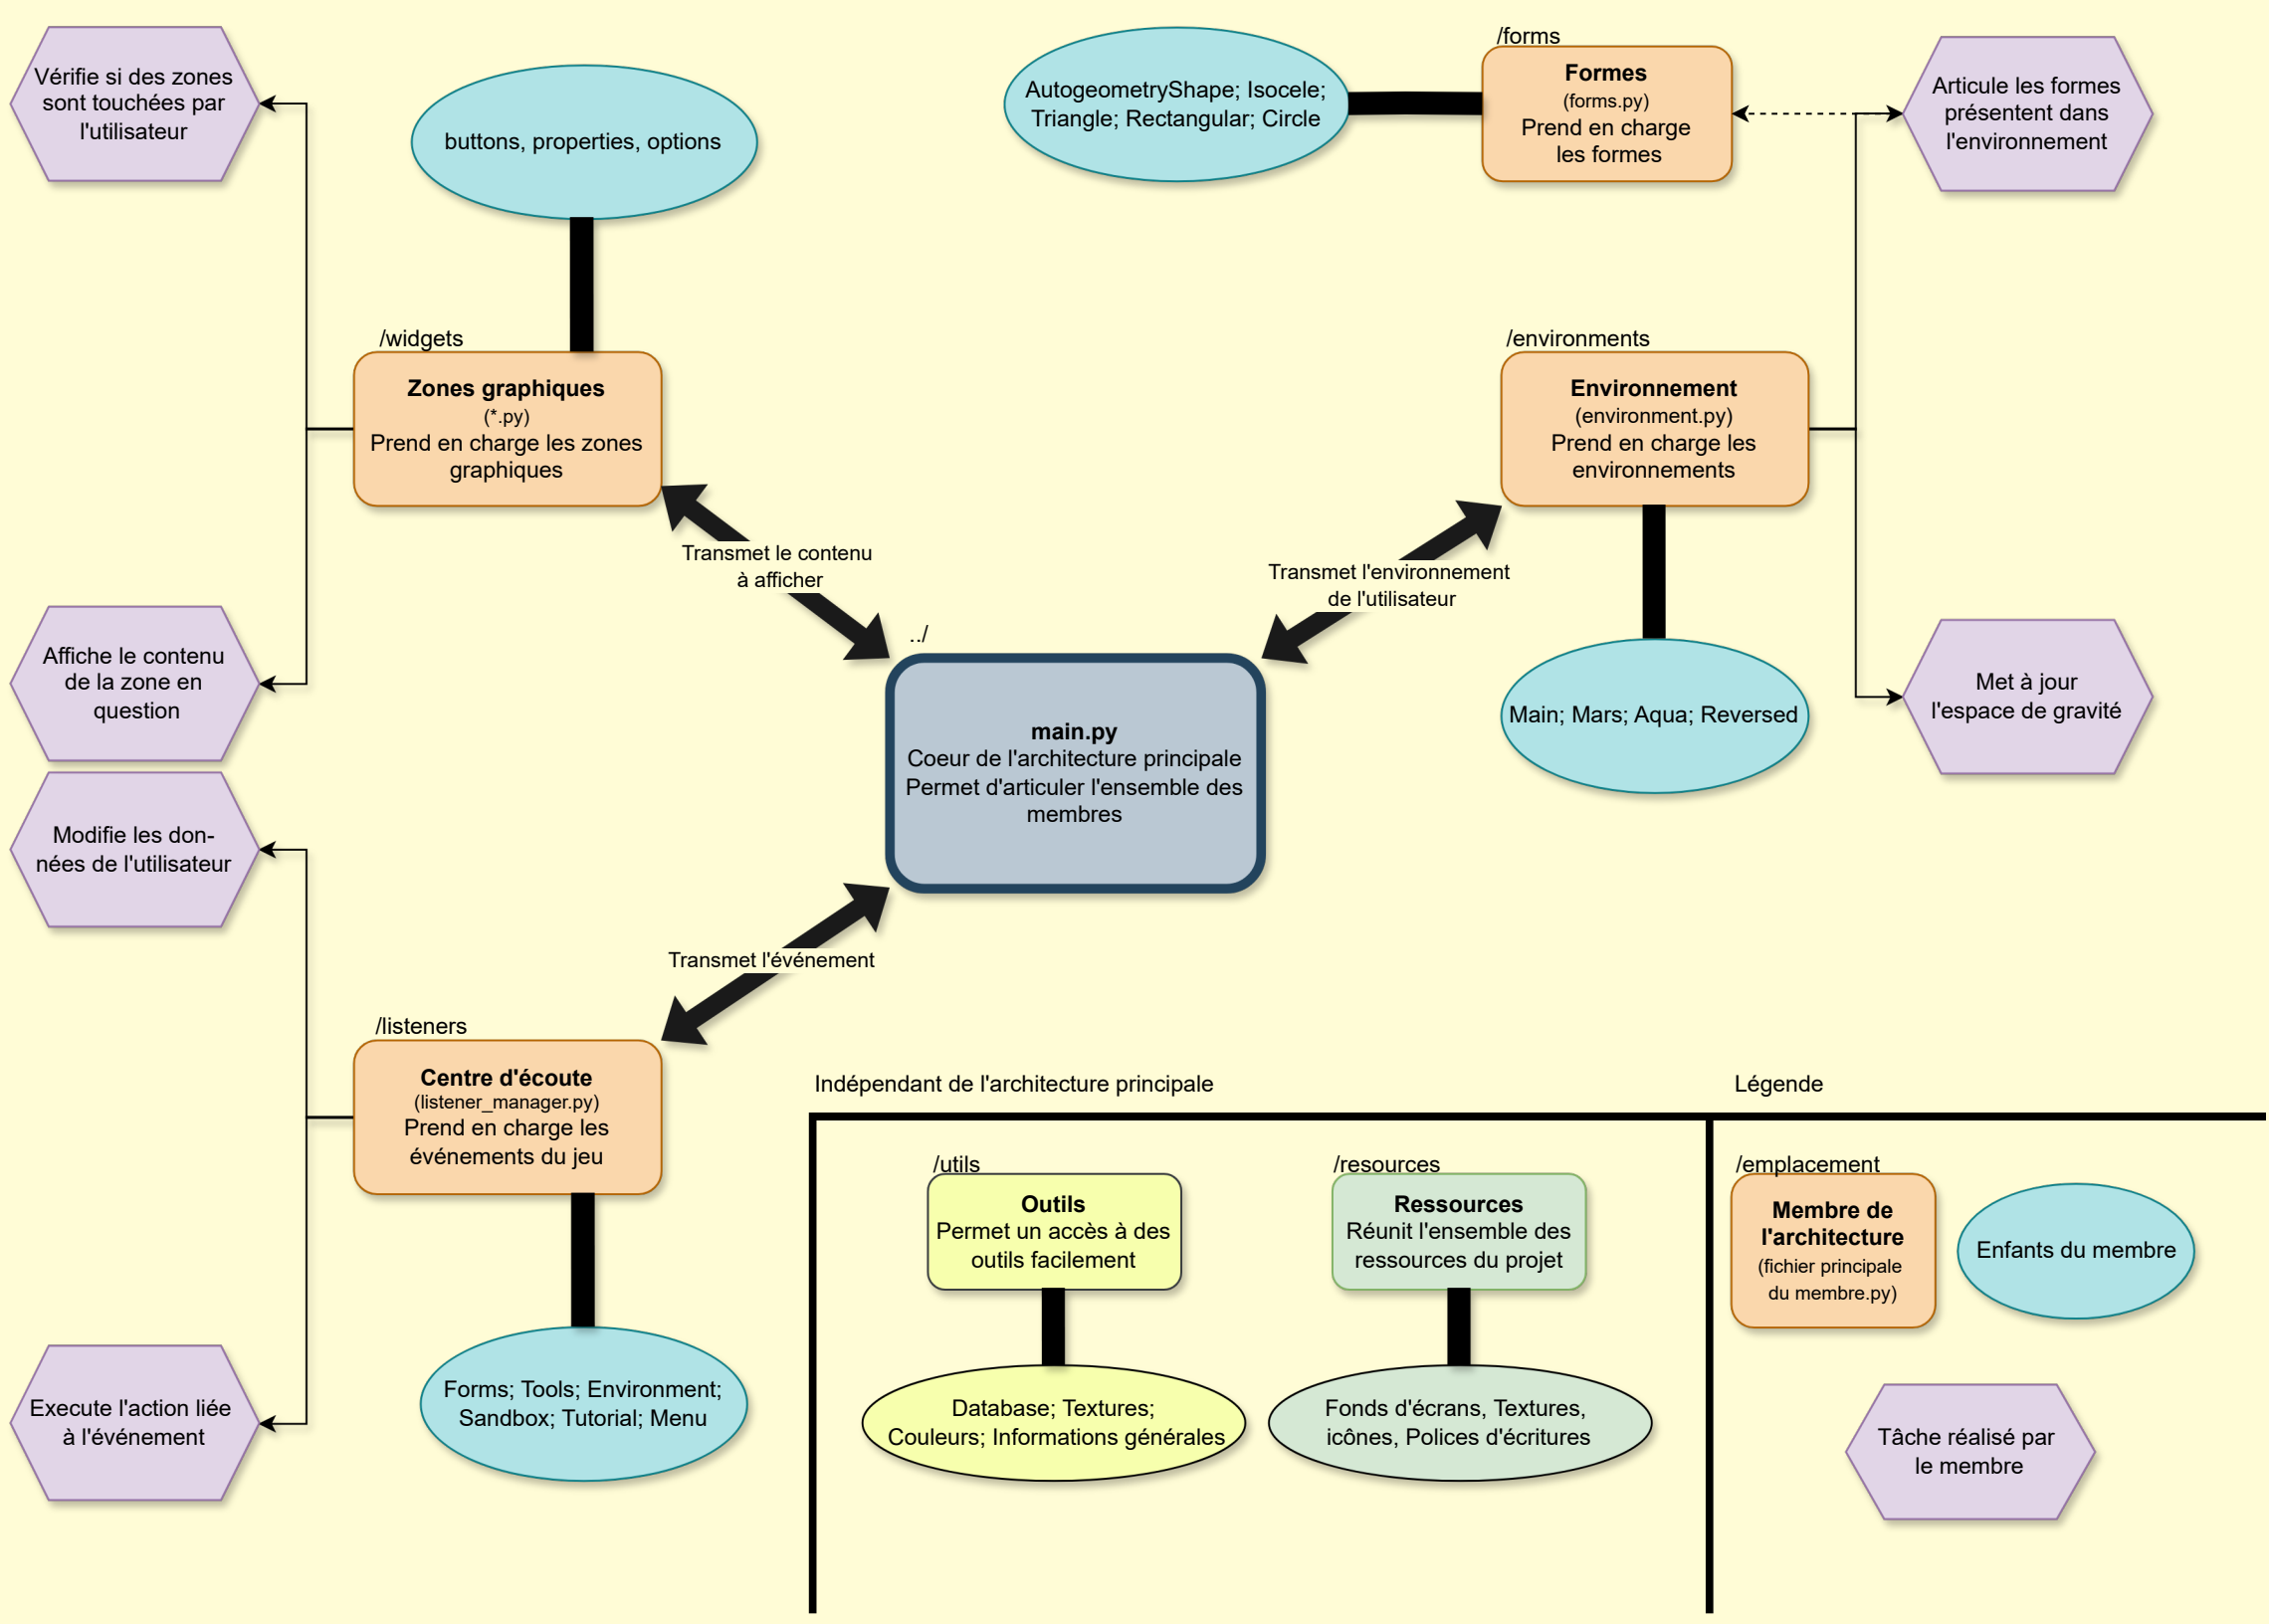 Vérifie si des zones
sont touchées par
l'utilisateur
buttons, properties, options
AutogeometryShape; Isocele;
Triangle; Rectangular; Circle
/forms
Formes
(forms.py)
Prend en charge
les formes
Articule les formes
présentent dans
l'environnement
/widgets
Zones graphiques
(*.py)
Prend en charge les zones
graphiques
/environments
Environnement
(environment.py)
Prend en charge les
environnements
Transmet le contenu
à afficher
Transmet l'environnement
de l'utilisateur
Affiche le contenu
de la zone en
question
../
main.py
Coeur de l'architecture principale
Permet d'articuler l'ensemble des
membres
Main; Mars; Aqua; Reversed
Met à jour
l'espace de gravité
Modifie les don-
nées de l'utilisateur
Transmet l'événement
/listeners
Centre d'écoute
(listener_manager.py)
Prend en charge les
événements du jeu
Execute l'action liée
à l'événement
Forms; Tools; Environment;
Sandbox; Tutorial; Menu
Indépendant de l'architecture principale
/utils
Outils
Permet un accès à des
outils facilement
Database; Textures;
Couleurs; Informations générales
/resources
Ressources
Réunit l'ensemble des
ressources du projet
Fonds d'écrans, Textures,
icônes, Polices d'écritures
Légende
/emplacement
Membre de
l'architecture
(fichier principale
du membre.py)
Enfants du membre
Tâche réalisé par
le membre